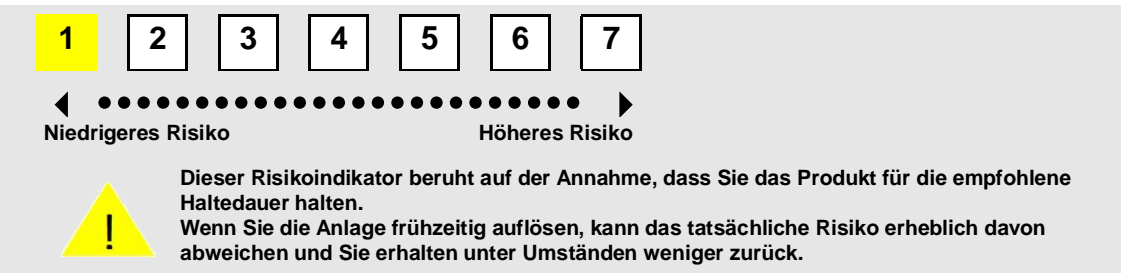 1 2 3 4 5 6 7
Niedrigeres Risiko Höheres Risiko
Dieser Risikoindikator beruht auf der Annahme, dass Sie das Produkt für die empfohlene
Haltedauer halten.
!
Wenn Sie die Anlage frühzeitig auflösen, kann das tatsächliche Risiko erheblich davon
abweichen und Sie erhalten unter Umständen weniger zurück.